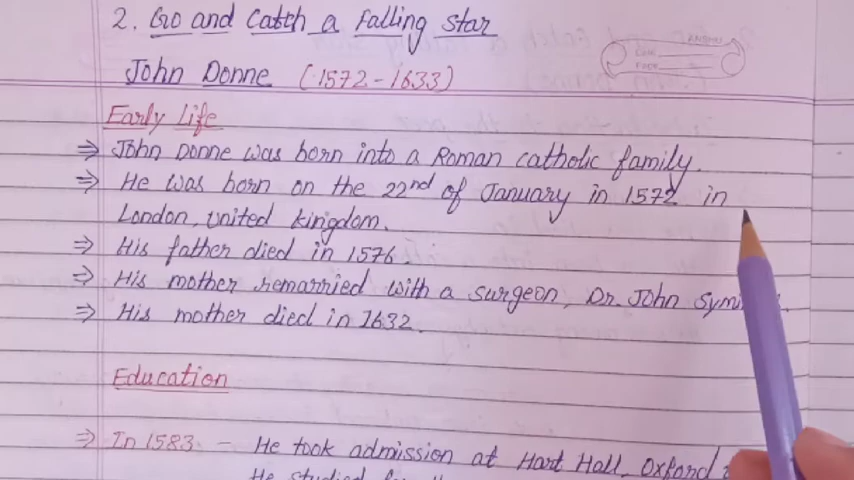 2. Go and Catch a Falling Star
John Donne (1572-1633)
Early Life
⇒ John Donne was born into a Roman catholic family.
⇒ He was born on the 22nd of January in 1572 in
London, united kingdom.
⇒ His father died in 1576.
⇒ His mother remarried with a surgeon, Dr. John
⇒ His mother died in 1632.
Education
⇒ In 1583 - He took admission at Hart Hall, Oxford
He studied for